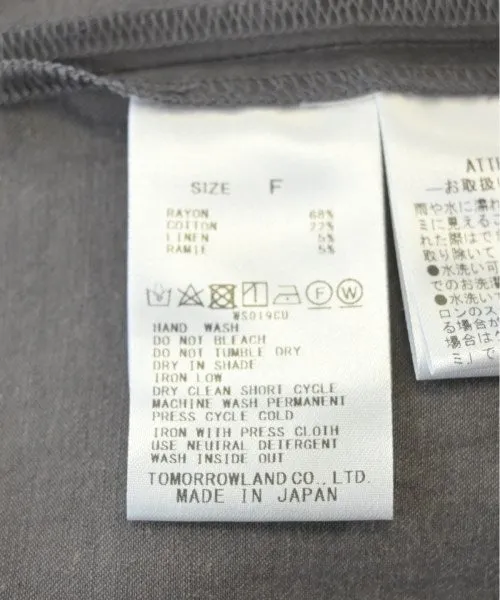 SIZE F
RAYON 68%
COTTON 22%
LINEN 5%
RAMIE 5%
F W
WS019CU
HAND WASH
DO NOT BLEACH
DO NOT TUMBLE DRY
DRY IN SHADE
IRON LOW
DRY CLEAN SHORT CYCLE
MACHINE WASH PERMANENT
PRESS CYCLE COLD
IRON WITH PRESS CLOTH
USE NEUTRAL DETERGENT
WASH INSIDE OUT
TOMORROWLAND CO., LTD.
MADE IN JAPAN
ATTE
―お取扱い
雨や水に濡れ
ミに見える
れた際はで
取り除いて
●水洗い可
でのお洗濯
●水洗い
ロンのス
る場合が
場合は
ミ」で